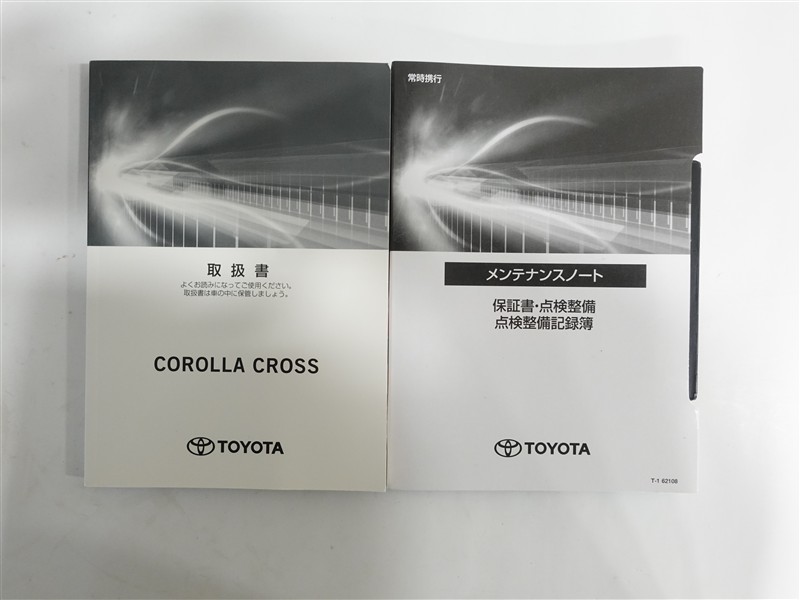 取扱書
よくお読みになってご使用ください。
取扱書は車の中に保管しましょう。
COROLLA CROSS
TOYOTA
常時携行
メンテナンスノート
保証書・点検整備
点検整備記録簿
TOYOTA
T-1 62108